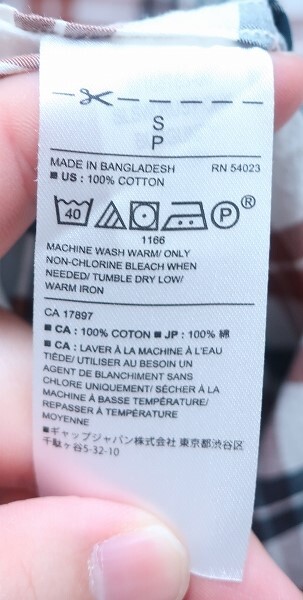 S
P
MADE IN BANGLADESH RN 54023
■ US : 100% COTTON
40 P ®
1166
MACHINE WASH WARM/ ONLY
NON-CHLORINE BLEACH WHEN
NEEDED/ TUMBLE DRY LOW/
WARM IRON
CA 17897
■ CA : 100% COTON ■ JP : 100% 綿
■ CA : LAVER À LA MACHINE À L'EAU
TIÈDE/ UTILISER AU BESOIN UN
AGENT DE BLANCHIMENT SANS
CHLORE UNIQUEMENT/ SÉCHER À LA
MACHINE À BASSE TEMPÉRATURE/
REPASSER À TEMPÉRATURE
MOYENNE
■ギャップジャパン株式会社 東京都渋谷区
千駄ヶ谷5-32-10